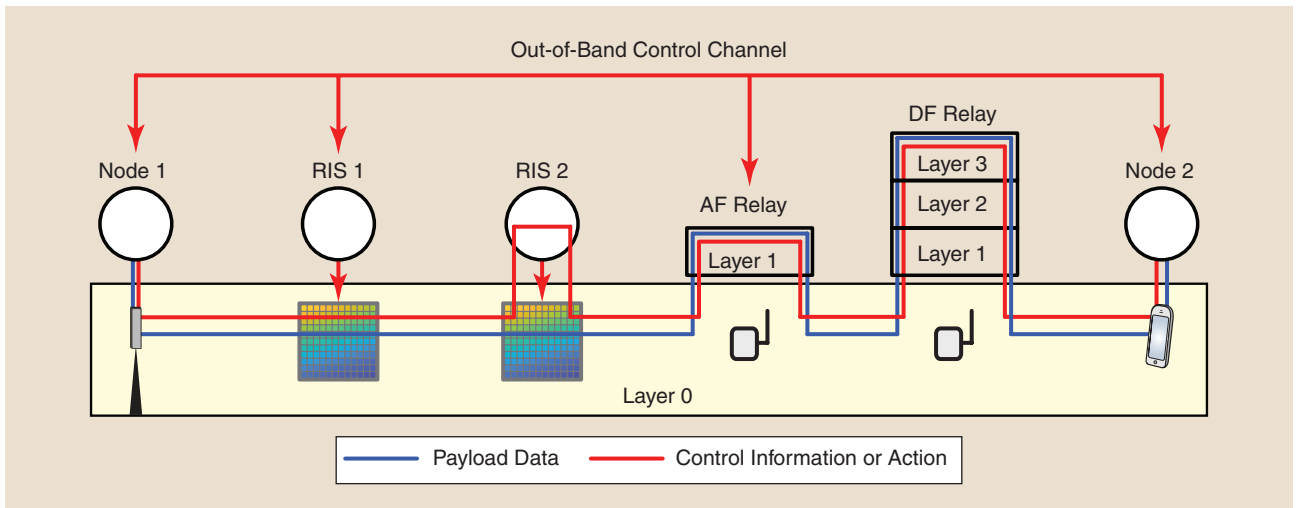 Out-of-Band Control Channel
DF Relay
Node 1
RIS 1
RIS 2
Layer 3
Node 2
AF Relay
Layer 2
Layer 1
Layer 1
Layer 0
Payload Data
Control Information or Action